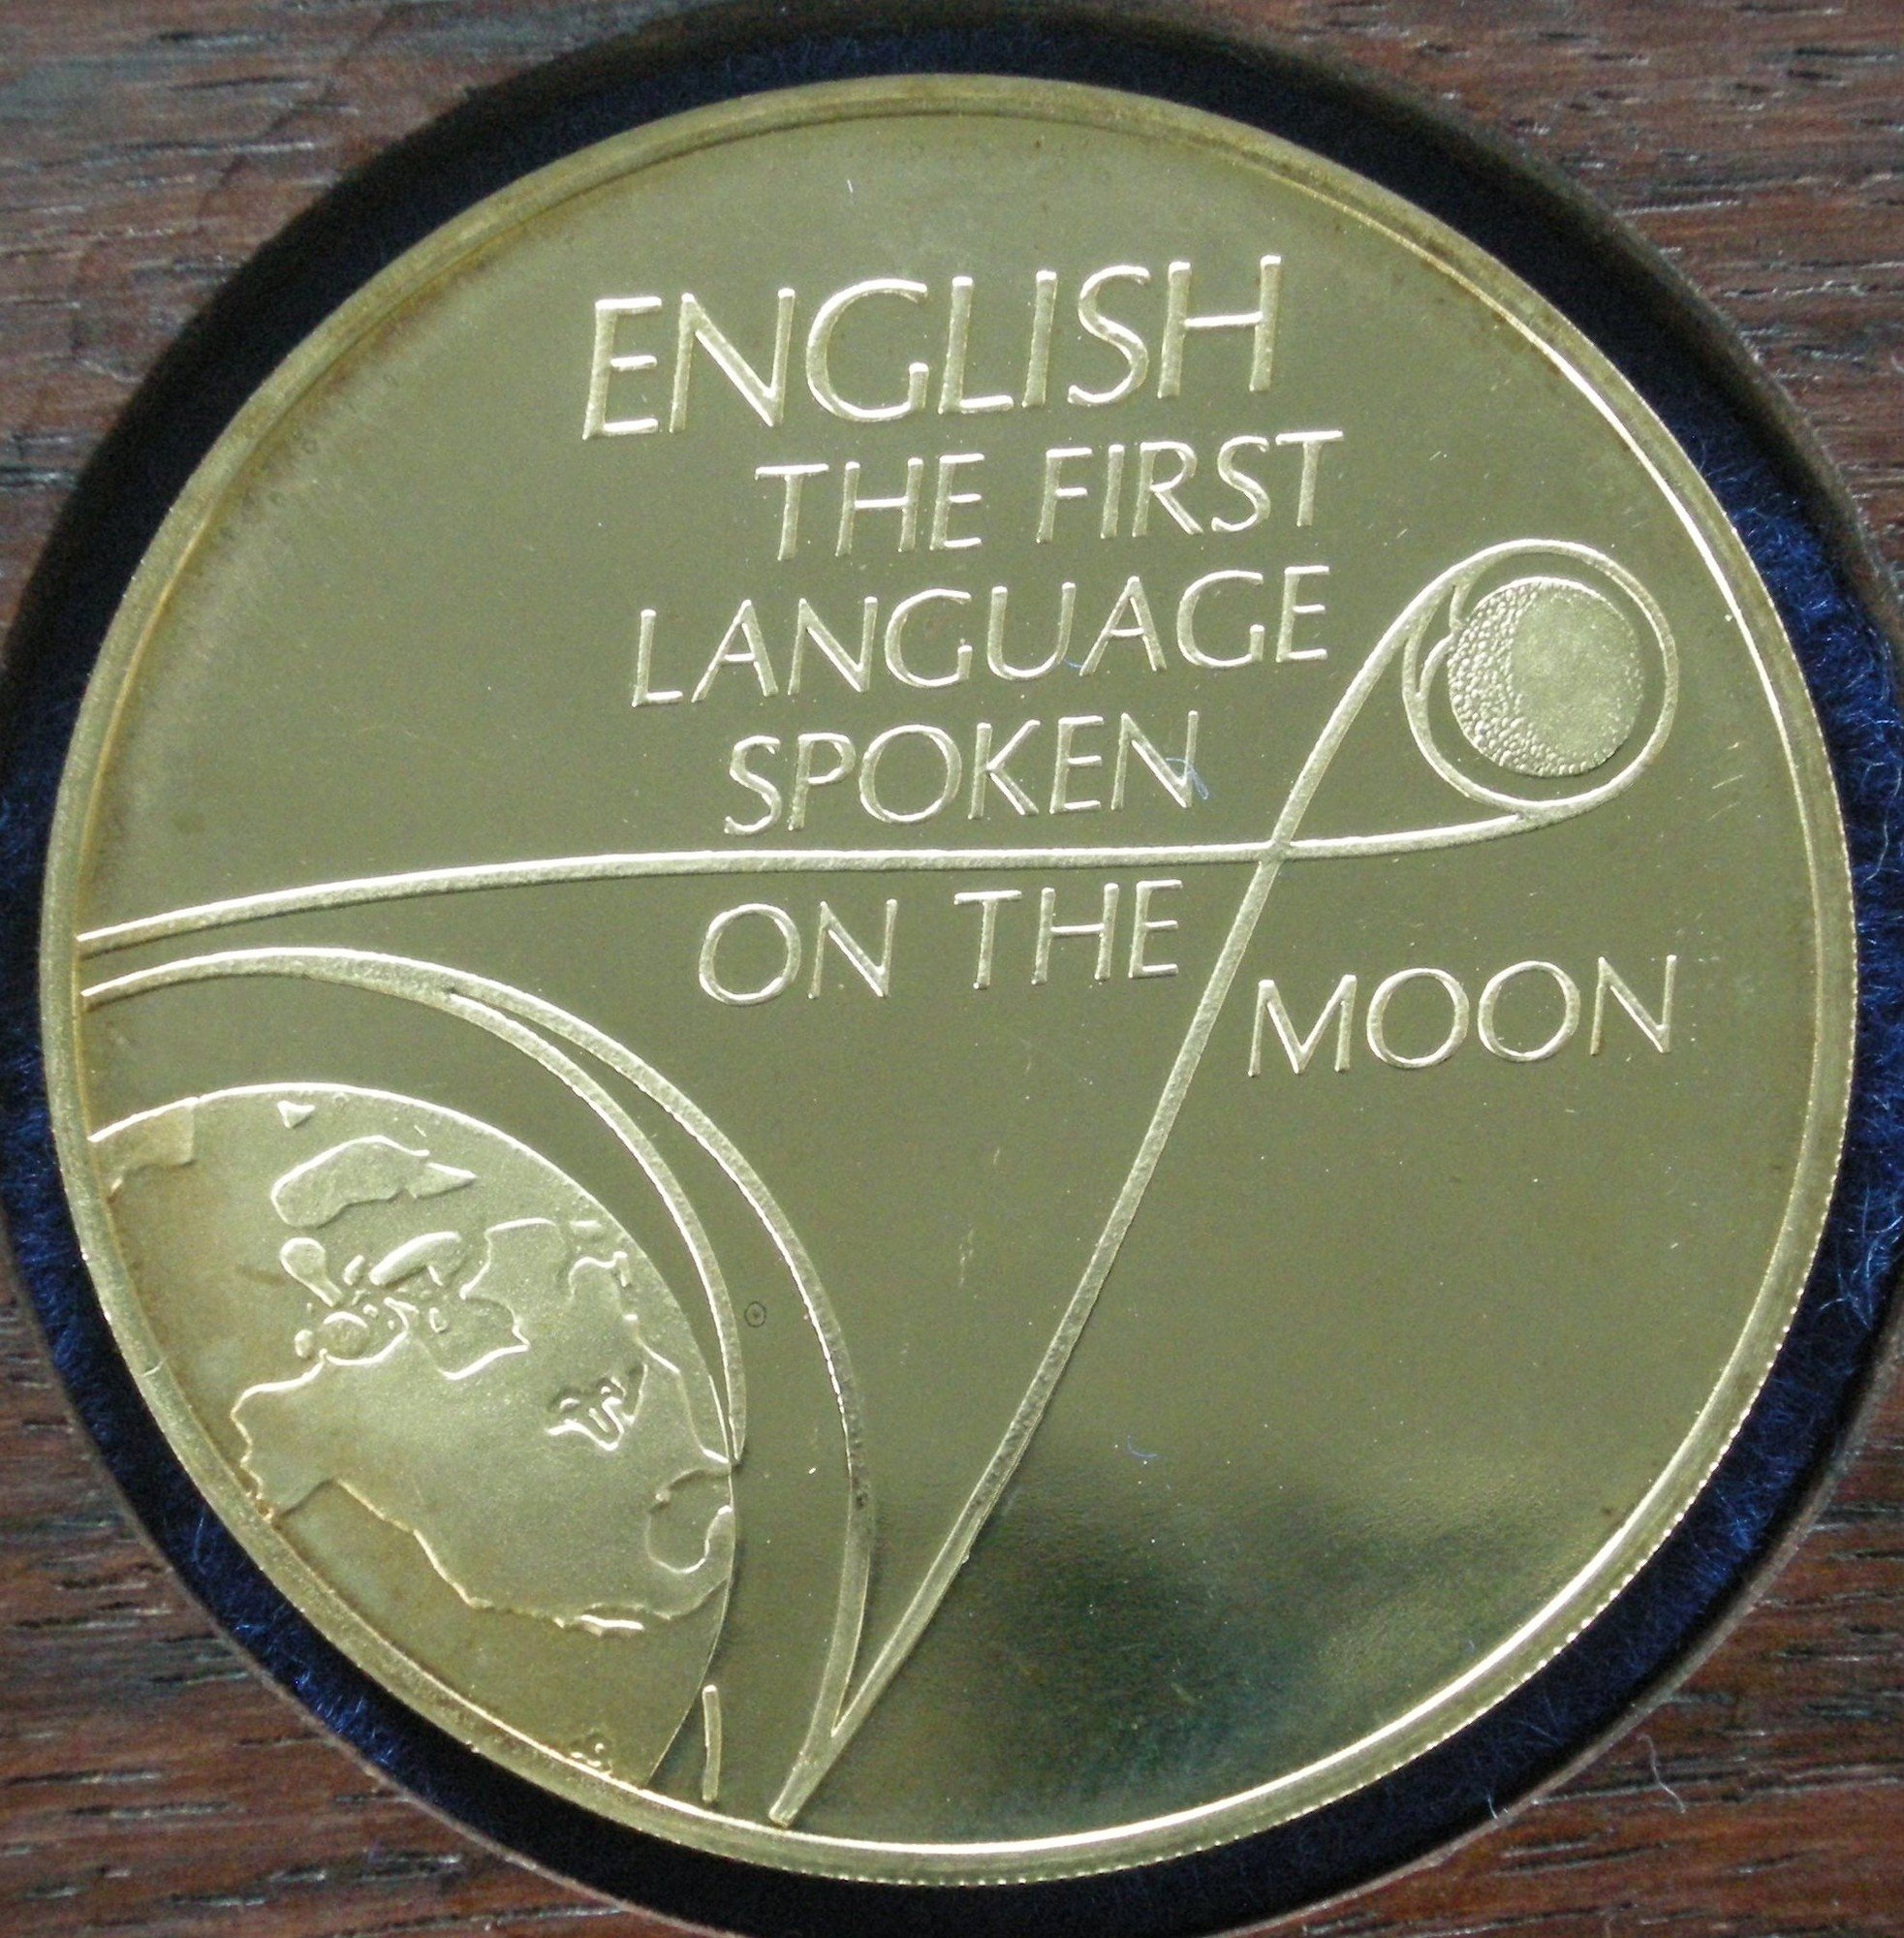 ENGLISH
THE FIRST
LANGUAGE
SPOKEN
ON THE
MOON